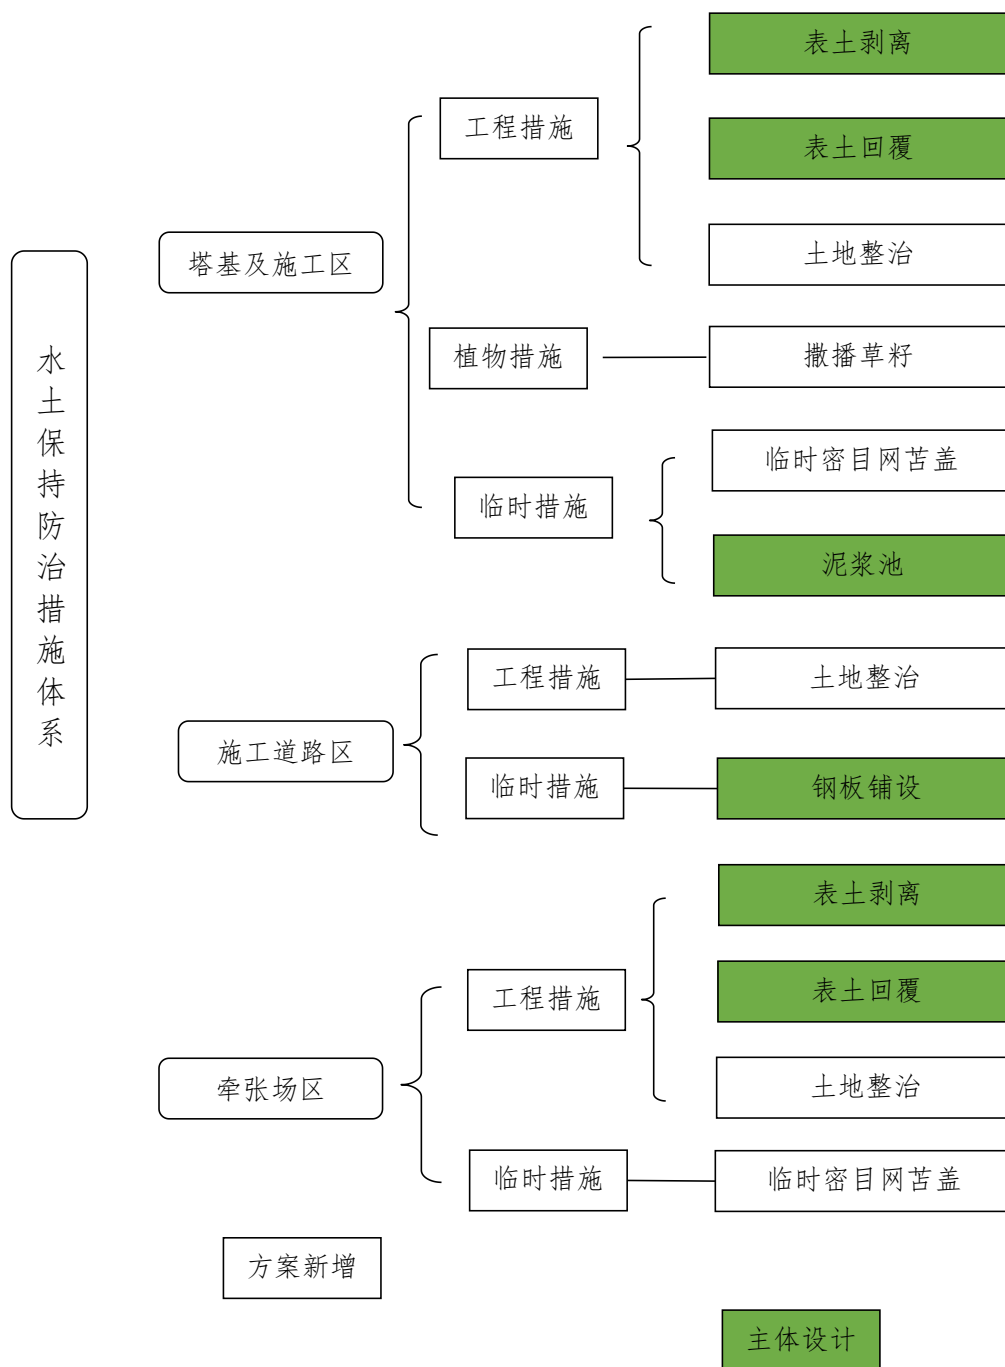 水土保持防治措施体系
塔基及施工区
工程措施
表土剥离
表土回覆
土地整治
植物措施
撒播草籽
临时措施
临时密目网苫盖
泥浆池
施工道路区
工程措施
土地整治
临时措施
钢板铺设
牵张场区
工程措施
表土剥离
表土回覆
土地整治
临时措施
临时密目网苫盖
方案新增
主体设计